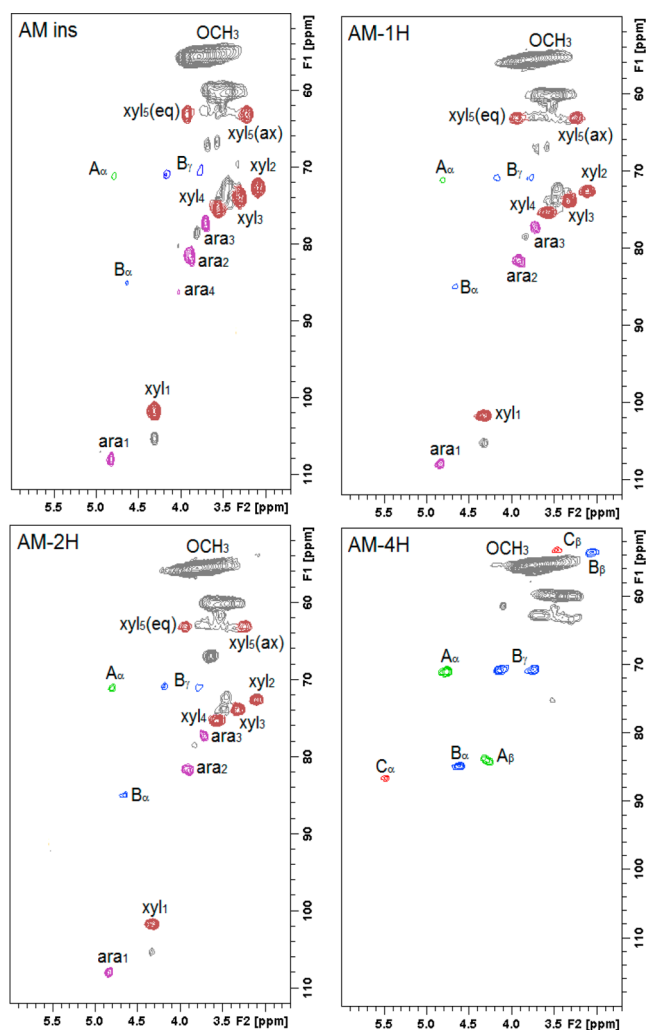 AM ins
OCH3
xyl5(eq)
xyl5(ax)
Aα
Bγ
xyl2
xyl4
xyl3
ara3
ara2
Bα
ara4
xyl1
ara1
60
70
80
90
100
110
F1 [ppm]
5.0 4.5 4.0 3.5 F2 [ppm]
AM-1H
OCH3
xyl5(eq)
xyl5(ax)
Aα
Bγ
xyl2
xyl4
xyl3
ara3
ara2
Bα
xyl1
ara1
60
70
80
90
100
110
F1 [ppm]
5.0 4.5 4.0 3.5 F2 [ppm]
AM-2H
OCH3
xyl5(eq)
xyl5(ax)
Aα
Bγ
xyl2
xyl4
xyl3
ara3
ara2
Bα
xyl1
ara1
60
70
80
90
100
110
F1 [ppm]
5.0 4.5 4.0 3.5 F2 [ppm]
AM-4H
OCH3
Cβ
Bβ
Aα
Bγ
Bα
Aβ
Cα
60
70
80
90
100
110
F1 [ppm]
5.5 5.0 4.5 4.0 3.5 F2 [ppm]